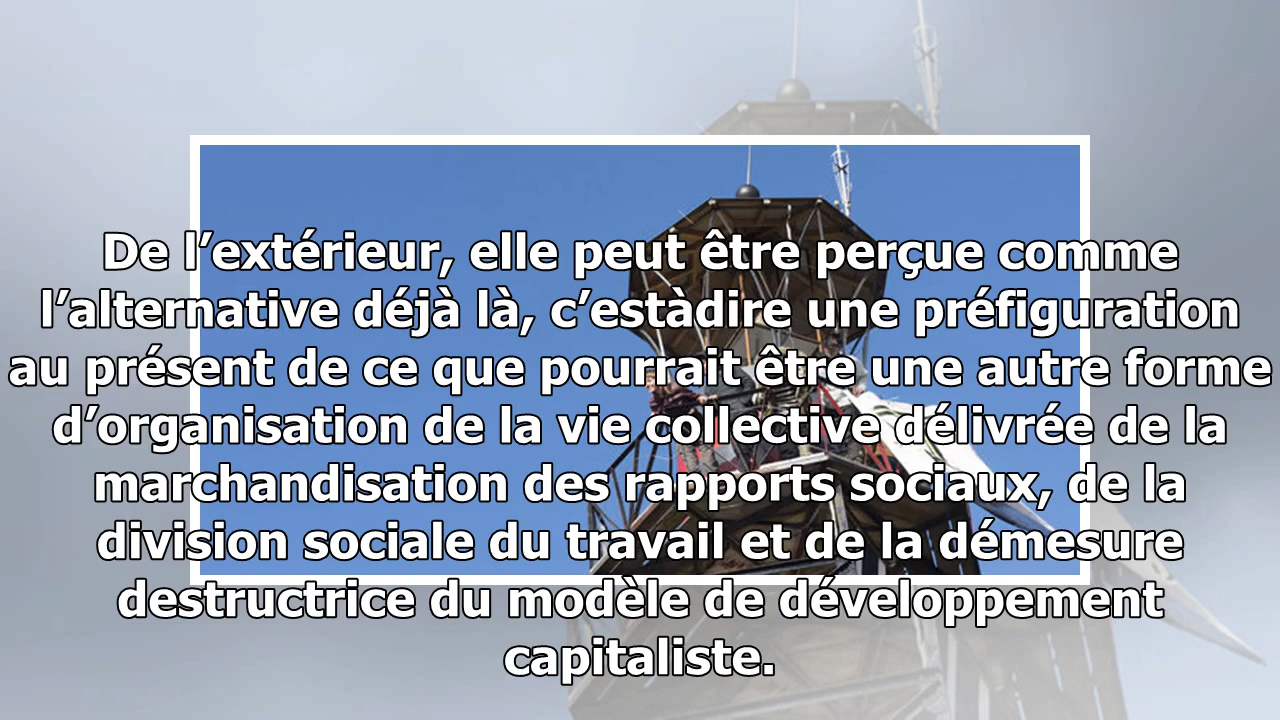 De l’extérieur, elle peut être perçue comme
l’alternative déjà là, c’estàdire une préfiguration
au présent de ce que pourrait être une autre forme
d’organisation de la vie collective délivrée de la
marchandisation des rapports sociaux, de la
division sociale du travail et de la démesure
destructrice du modèle de développement
capitaliste.